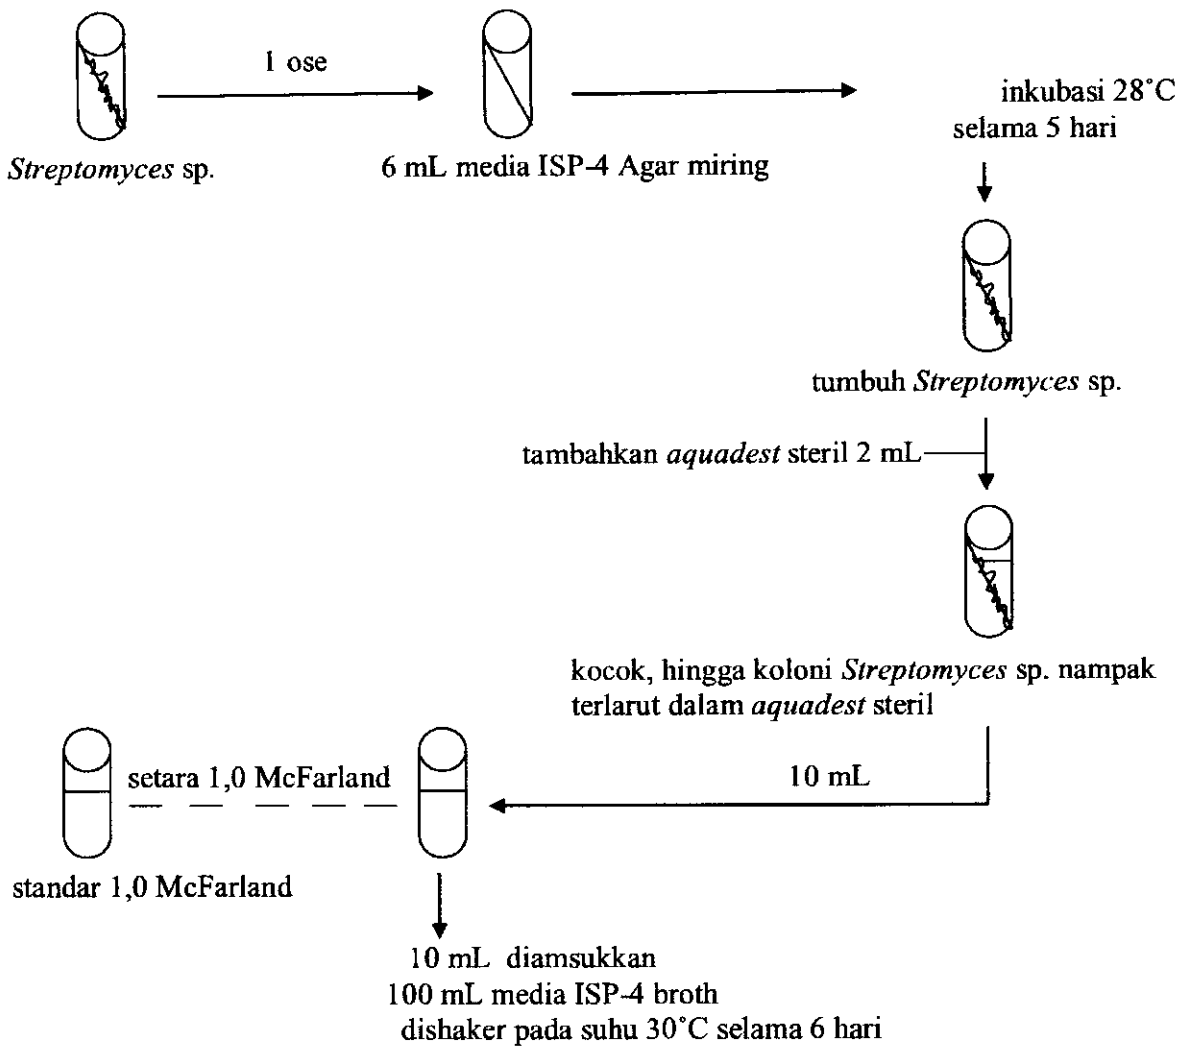 1 ose
Streptomyces sp.
6 mL media ISP-4 Agar miring
inkubasi 28°C
selama 5 hari
tumbuh Streptomyces sp.
tambahkan aquadest steril 2 mL
kocok, hingga koloni Streptomyces sp. nampak
terlarut dalam aquadest steril
10 mL
setara 1,0 McFarland
standar 1,0 McFarland
10 mL diamsukkan
100 mL media ISP-4 broth
dishaker pada suhu 30°C selama 6 hari